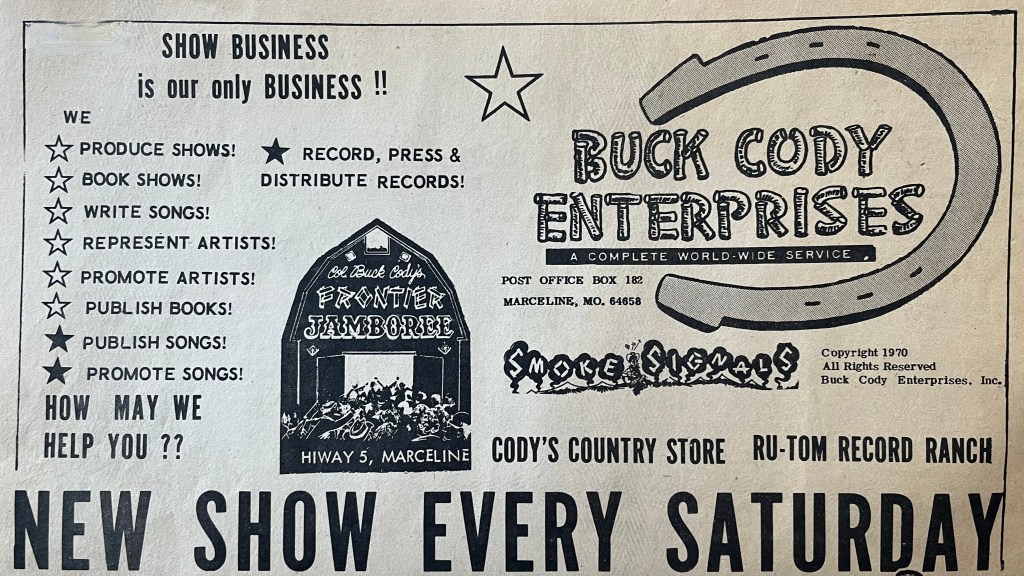 SHOW BUSINESS
is our only BUSINESS !!
WE
PRODUCE SHOWS!
BOOK SHOWS!
WRITE SONGS!
REPRESENT ARTISTS!
PROMOTE ARTISTS!
PUBLISH BOOKS!
PUBLISH SONGS!
PROMOTE SONGS!
RECORD, PRESS &
DISTRIBUTE RECORDS!
HOW MAY WE
HELP YOU ??
Col. Buck Cody's
FRONTIER
JAMBOREE
HIWAY 5, MARCELINE
BUCK CODY
ENTERPRISES
A COMPLETE WORLD-WIDE SERVICE
POST OFFICE BOX 182
MARCELINE, MO. 64658
SMOKE SIGNALS
Copyright 1970
All Rights Reserved
Buck Cody Enterprises, Inc.
CODY'S COUNTRY STORE RU-TOM RECORD RANCH
NEW SHOW EVERY SATURDAY